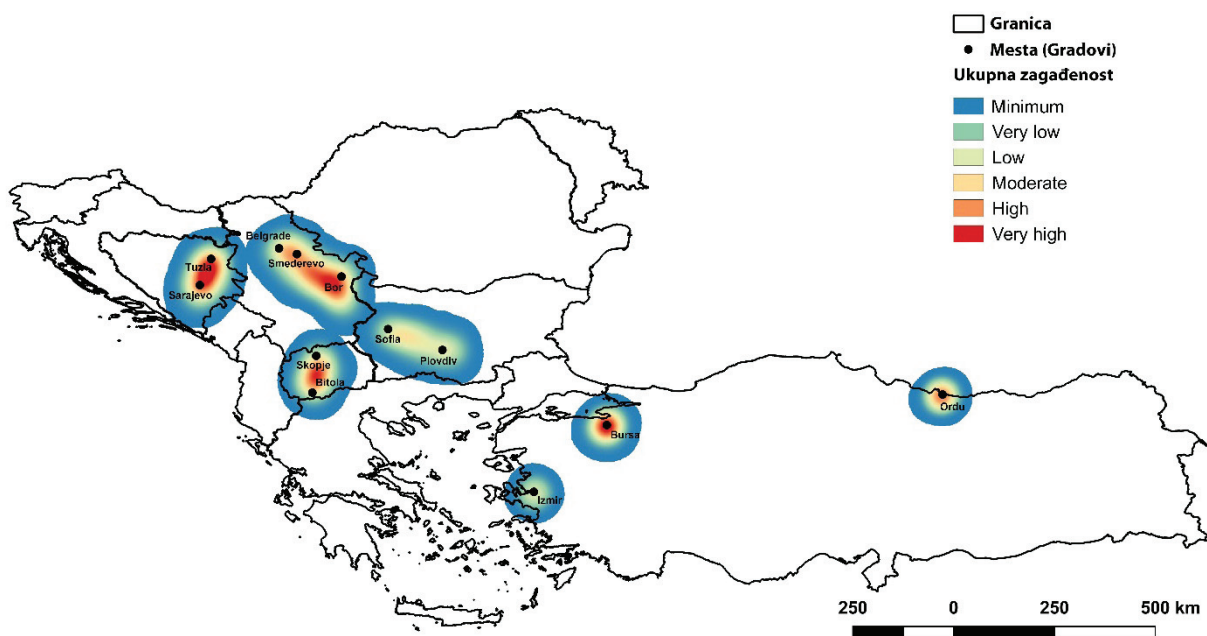 Granica
Mesta (Gradovi)
Ukupna zagađenost
Minimum
Very low
Low
Moderate
High
Very high
Belgrade
Smederevo
Tuzla
Bor
Sarajevo
Sofia
Plovdiv
Skopje
Bitola
Ordu
Bursa
Izmir
250 0 250 500 km